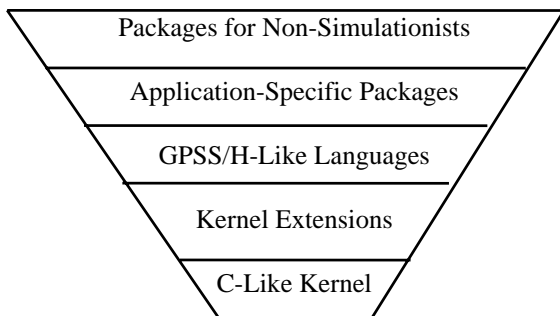 Packages for Non-Simulationists
Application-Specific Packages
GPSS/H-Like Languages
Kernel Extensions
C-Like Kernel